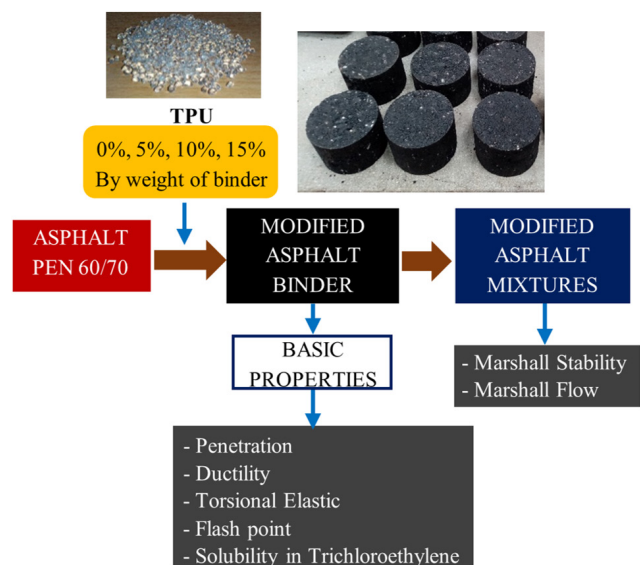 TPU
0%, 5%, 10%, 15%
By weight of binder
ASPHALT
PEN 60/70
MODIFIED
ASPHALT
BINDER
MODIFIED
ASPHALT
MIXTURES
BASIC
PROPERTIES
- Marshall Stability
- Marshall Flow
- Penetration
- Ductility
- Torsional Elastic
- Flash point
- Solubility in Trichloroethylene